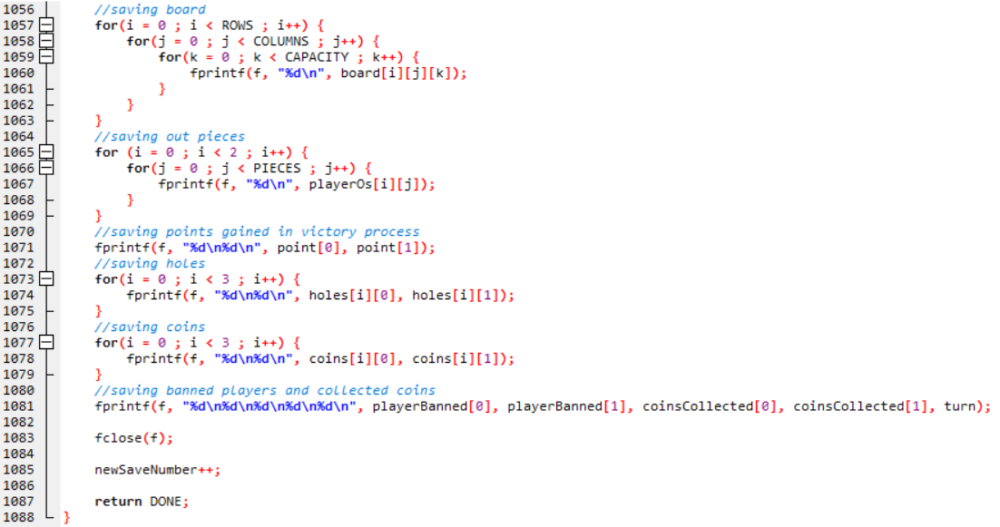 1056 //saving board
1057 for(i = 0 ; i < ROWS ; i++) {
1058 for(j = 0 ; j < COLUMNS ; j++) {
1059 for(k = 0 ; k < CAPACITY ; k++) {
1060 fprintf(f, "%d\n", board[i][j][k]);
1061 }
1062 }
1063 }
1064 //saving out pieces
1065 for (i = 0 ; i < 2 ; i++) {
1066 for(j = 0 ; j < PIECES ; j++) {
1067 fprintf(f, "%d\n", playerOs[i][j]);
1068 }
1069 }
1070 //saving points gained in victory process
1071 fprintf(f, "%d\n%d\n", point[0], point[1]);
1072 //saving holes
1073 for(i = 0 ; i < 3 ; i++) {
1074 fprintf(f, "%d\n%d\n", holes[i][0], holes[i][1]);
1075 }
1076 //saving coins
1077 for(i = 0 ; i < 3 ; i++) {
1078 fprintf(f, "%d\n%d\n", coins[i][0], coins[i][1]);
1079 }
1080 //saving banned players and collected coins
1081 fprintf(f, "%d\n%d\n%d\n%d\n%d\n", playerBanned[0], playerBanned[1], coinsCollected[0], coinsCollected[1], turn);
1082
1083 fclose(f);
1084
1085 newSaveNumber++;
1086
1087 return DONE;
1088 }